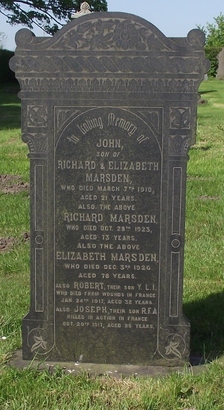 In Loving Memory of
JOHN,
SON OF
RICHARD & ELIZABETH
MARSDEN,
WHO DIED MARCH 7TH 1910,
AGED 21 YEARS.
ALSO THE ABOVE
RICHARD MARSDEN,
WHO DIED OCT. 28TH 1923,
AGED 73 YEARS.
ALSO THE ABOVE
ELIZABETH MARSDEN,
WHO DIED DEC. 3RD 1926
AGED 76 YEARS.
ALSO ROBERT, THEIR SON Y.L.I.
WHO DIED FROM WOUNDS IN FRANCE
JAN. 24TH 1917, AGED 32 YEARS.
ALSO JOSEPH, THEIR SON R.F.A
KILLED IN ACTION IN FRANCE
OCT. 20TH 1917, AGED 36 YEARS.